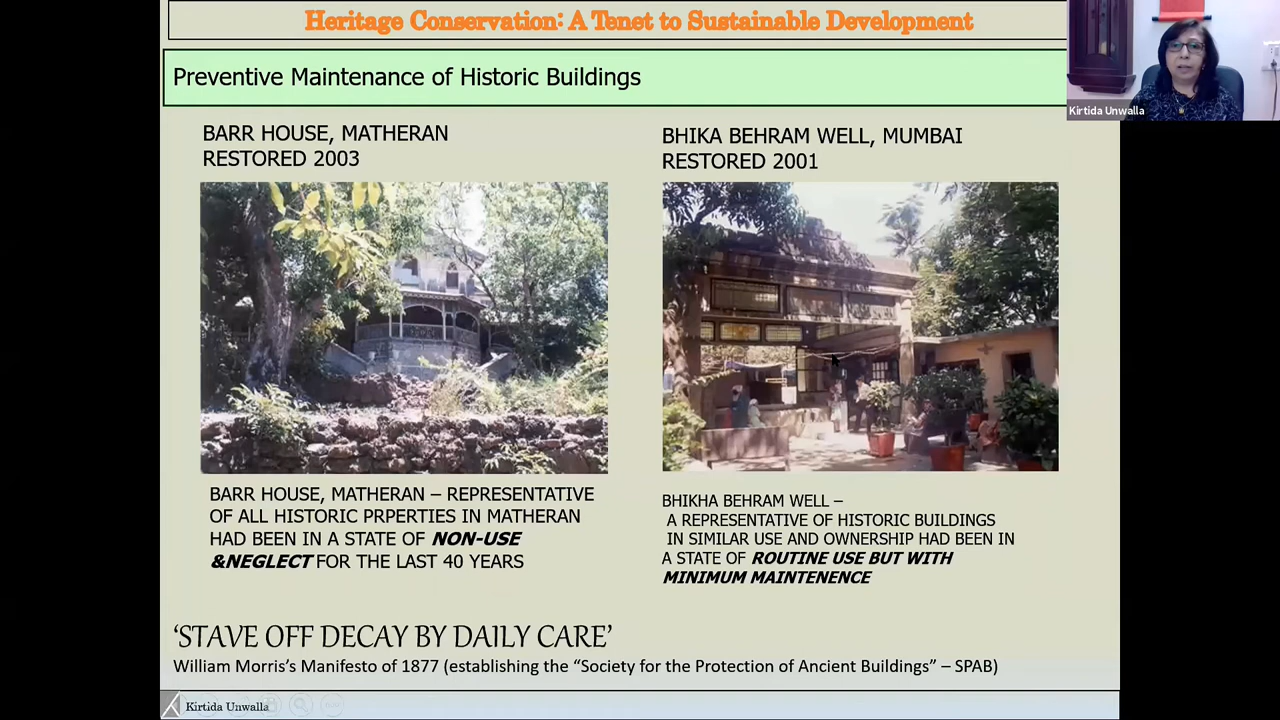 Heritage Conservation: A Tenet to Sustainable Development
Preventive Maintenance of Historic Buildings
Kirtida Unwalla
BARR HOUSE, MATHERAN
RESTORED 2003
BHIKA BEHRAM WELL, MUMBAI
RESTORED 2001
BARR HOUSE, MATHERAN – REPRESENTATIVE
OF ALL HISTORIC PRPERTIES IN MATHERAN
HAD BEEN IN A STATE OF NON-USE
&NEGLECT FOR THE LAST 40 YEARS
BHIKHA BEHRAM WELL –
A REPRESENTATIVE OF HISTORIC BUILDINGS
IN SIMILAR USE AND OWNERSHIP HAD BEEN IN
A STATE OF ROUTINE USE BUT WITH
MINIMUM MAINTENENCE
‘STAVE OFF DECAY BY DAILY CARE’
William Morris’s Manifesto of 1877 (establishing the “Society for the Protection of Ancient Buildings” – SPAB)
Kirtida Unwalla